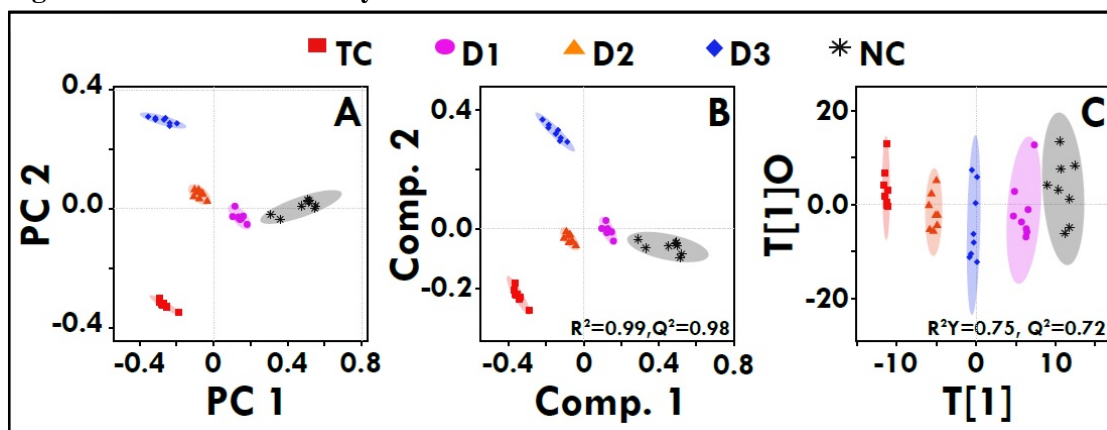 TC D1 D2 D3 NC
A
PC 2
0.4
0.0
-0.4
-0.4 0 0.4 0.8
PC 1
B
Comp. 2
0.4
0.0
-0.2
R²=0.99,Q²=0.98
-0.4 0 0.4 0.8
Comp. 1
C
T[1]O
20
0.0
-20
R²Y=0.75, Q²=0.72
-10 0 10
T[1]